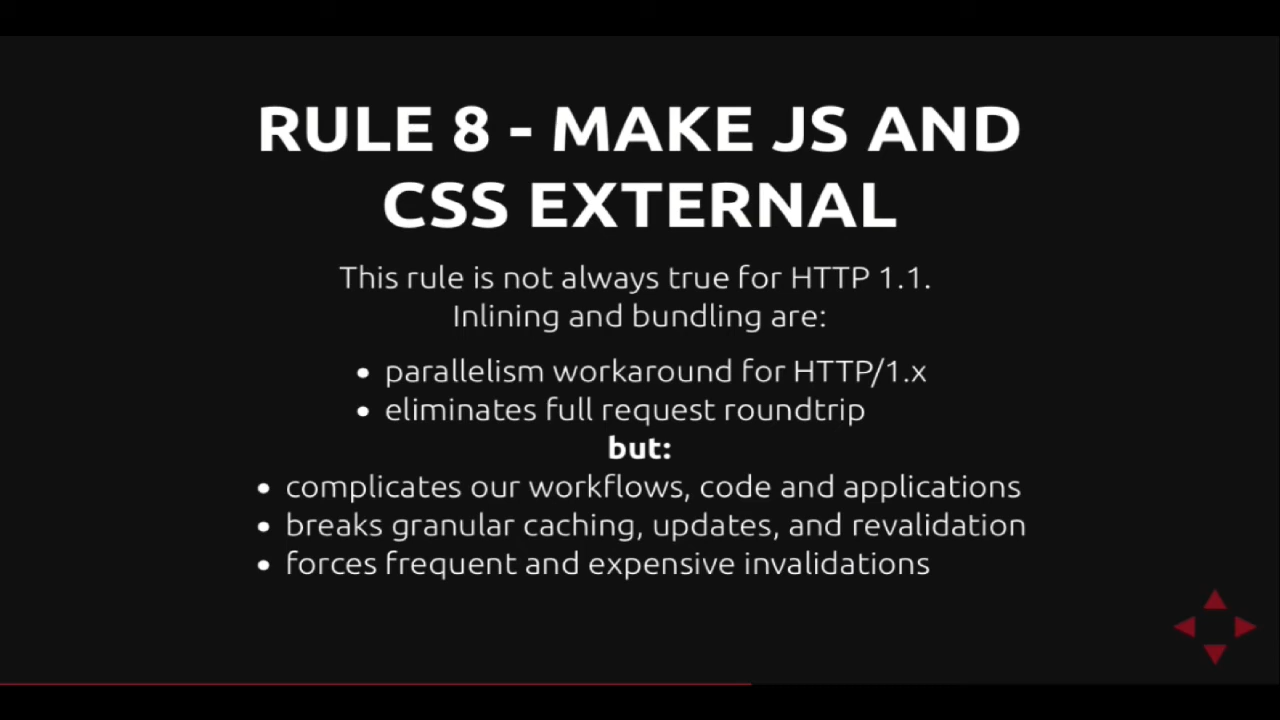 RULE 8 - MAKE JS AND
CSS EXTERNAL
This rule is not always true for HTTP 1.1.
Inlining and bundling are:
• parallelism workaround for HTTP/1.x
• eliminates full request roundtrip
but:
• complicates our workflows, code and applications
• breaks granular caching, updates, and revalidation
• forces frequent and expensive invalidations